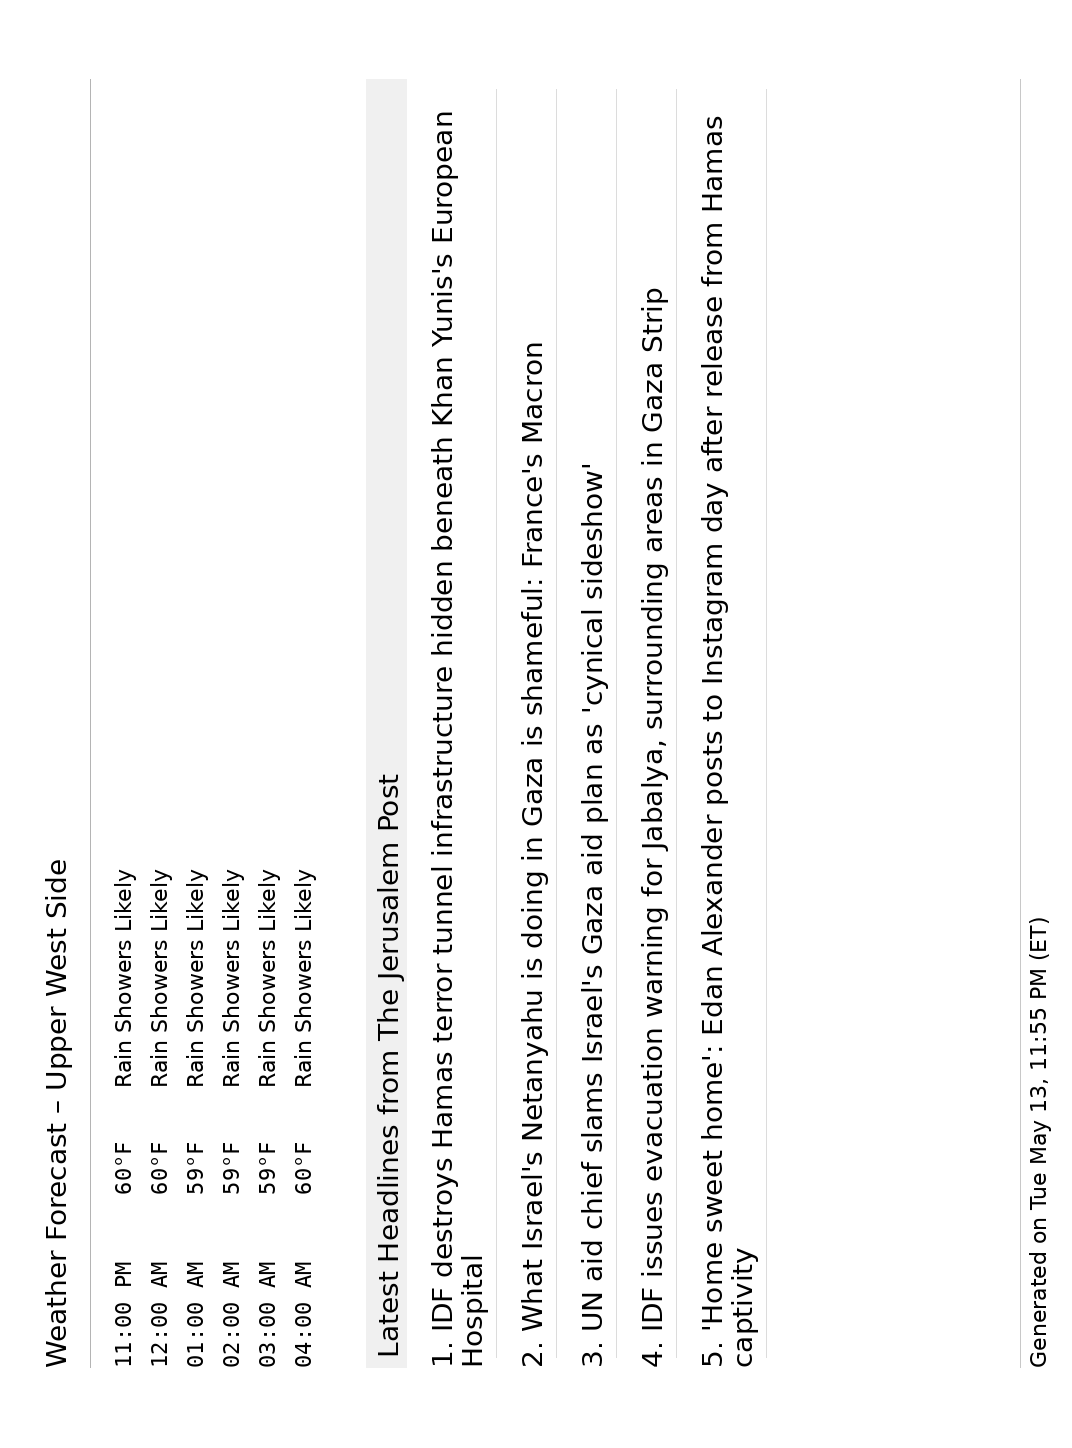 Weather Forecast – Upper West Side
11:00 PM 60°F Rain Showers Likely
12:00 AM 60°F Rain Showers Likely
01:00 AM 59°F Rain Showers Likely
02:00 AM 59°F Rain Showers Likely
03:00 AM 59°F Rain Showers Likely
04:00 AM 60°F Rain Showers Likely
Latest Headlines from The Jerusalem Post
1. IDF destroys Hamas terror tunnel infrastructure hidden beneath Khan Yunis's European
Hospital
2. What Israel's Netanyahu is doing in Gaza is shameful: France's Macron
3. UN aid chief slams Israel's Gaza aid plan as 'cynical sideshow'
4. IDF issues evacuation warning for Jabalya, surrounding areas in Gaza Strip
5. 'Home sweet home': Edan Alexander posts to Instagram day after release from Hamas
captivity
Generated on Tue May 13, 11:55 PM (ET)